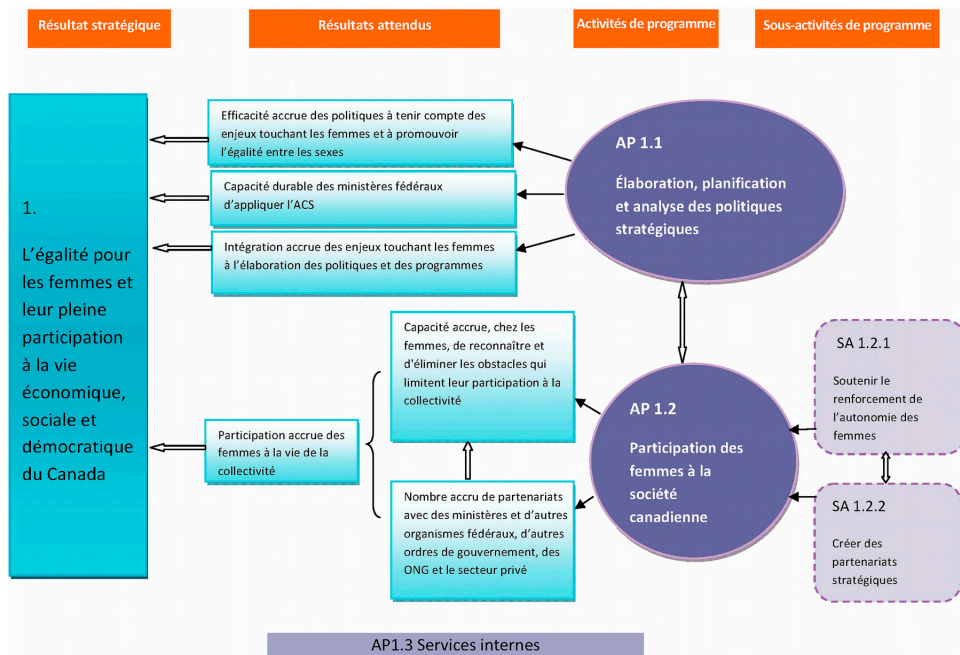 Résultat stratégique
Résultats attendus
Activités de programme
Sous-activités de programme
1.
L'égalité pour
les femmes et
leur pleine
participation
à la vie
économique,
sociale et
démocratique
du Canada
Efficacité accrue des politiques à tenir compte des
enjeux touchant les femmes et à promouvoir
l'égalité entre les sexes
Capacité durable des ministères fédéraux
d'appliquer l'ACS
Intégration accrue des enjeux touchant les femmes
à l'élaboration des politiques et des programmes
AP 1.1
Élaboration, planification
et analyse des politiques
stratégiques
Participation accrue des
femmes à la vie de la
collectivité
Capacité accrue, chez les
femmes, de reconnaître et
d'éliminer les obstacles qui
limitent leur participation à la
collectivité
Nombre accru de partenariats
avec des ministères et d'autres
organismes fédéraux, d'autres
ordres de gouvernement, des
ONG et le secteur privé
AP 1.2
Participation des
femmes à la
société
canadienne
SA 1.2.1
Soutenir le
renforcement de
l'autonomie des
femmes
SA 1.2.2
Créer des
partenariats
stratégiques
AP1.3 Services internes